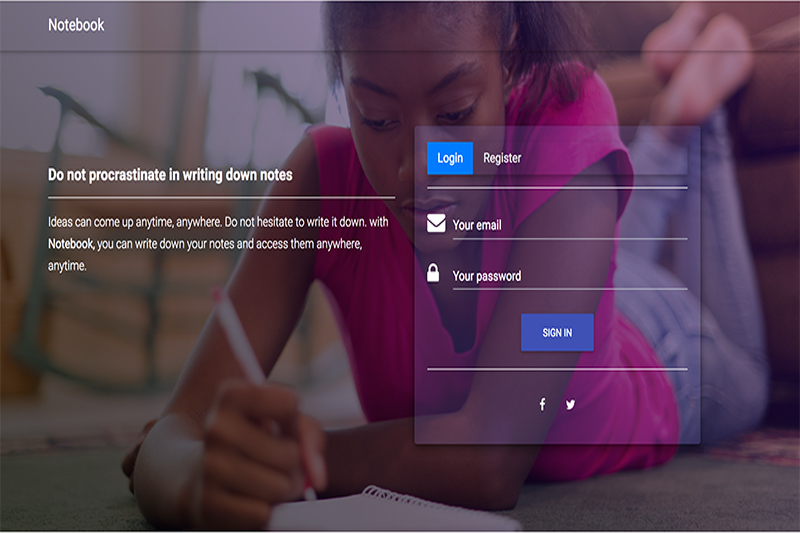 Notebook
Login Register
Do not procrastinate in writing down notes
Ideas can come up anytime, anywhere. Do not hesitate to write it down. with
Notebook, you can write down your notes and access them anywhere,
anytime.
Your email
Your password
SIGN IN